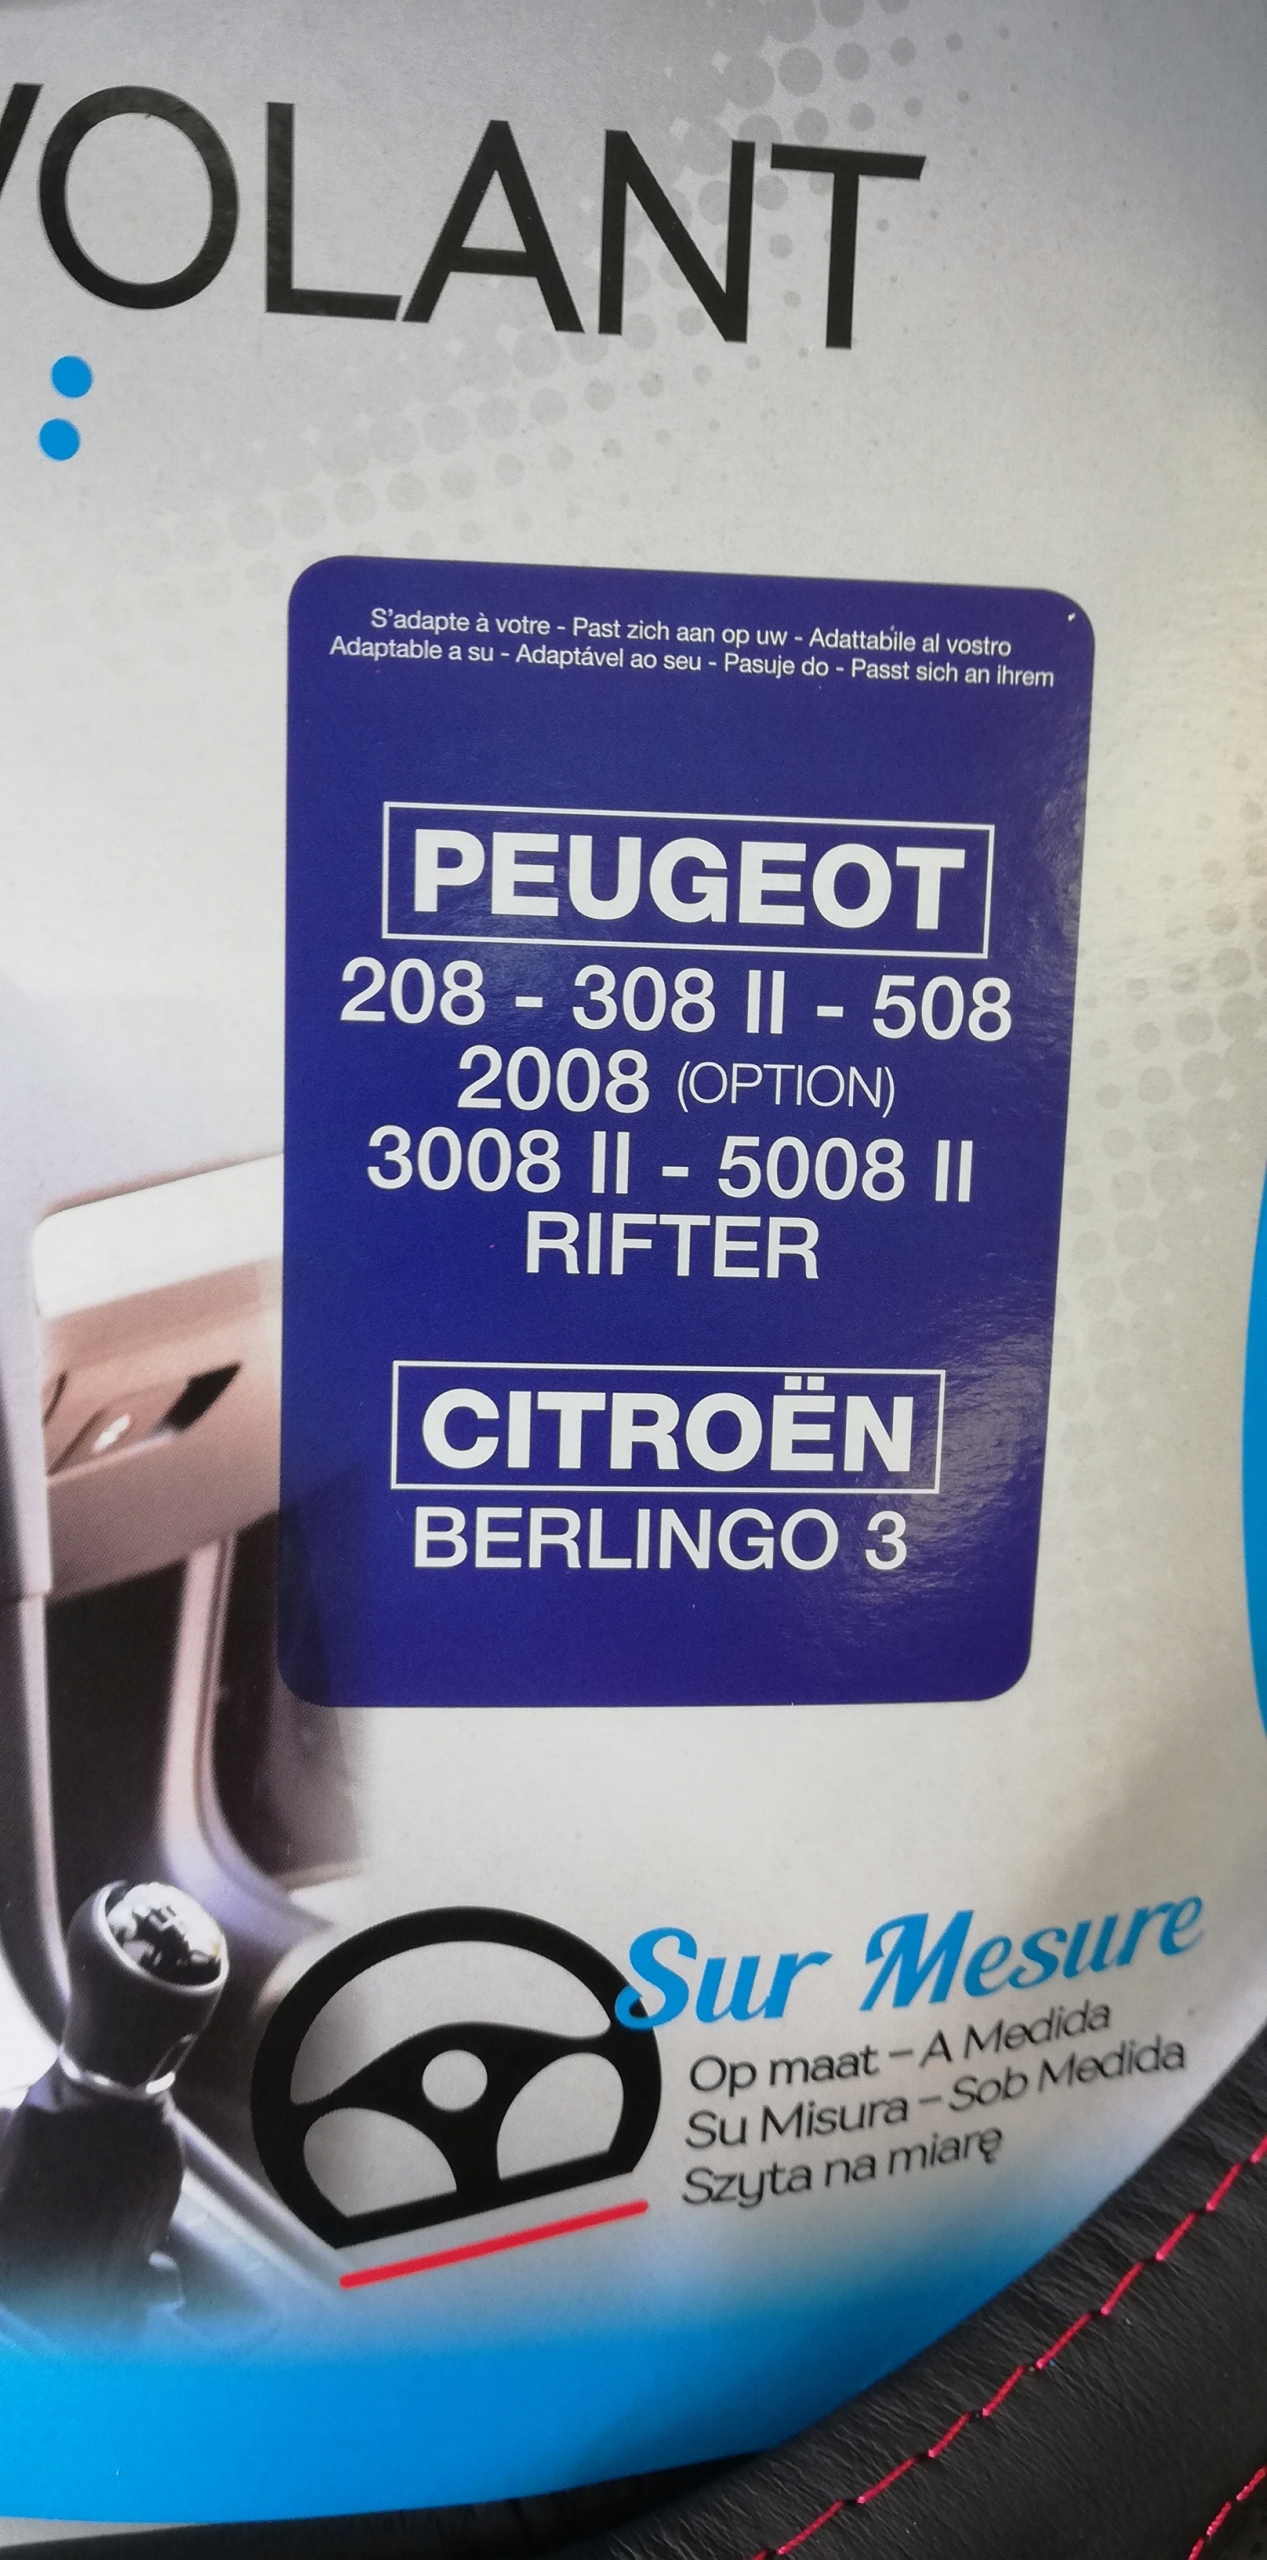 VOLANT
S'adapte à votre - Past zich aan op uw - Adattabile al vostro
Adaptable a su - Adaptável ao seu - Pasuje do - Passt sich an ihrem
PEUGEOT
208 - 308 II - 508
2008 (OPTION)
3008 II - 5008 II
RIFTER
CITROËN
BERLINGO 3
Sur Mesure
Op maat - A Medida
Su Misura - Sob Medida
Szyta na miarę